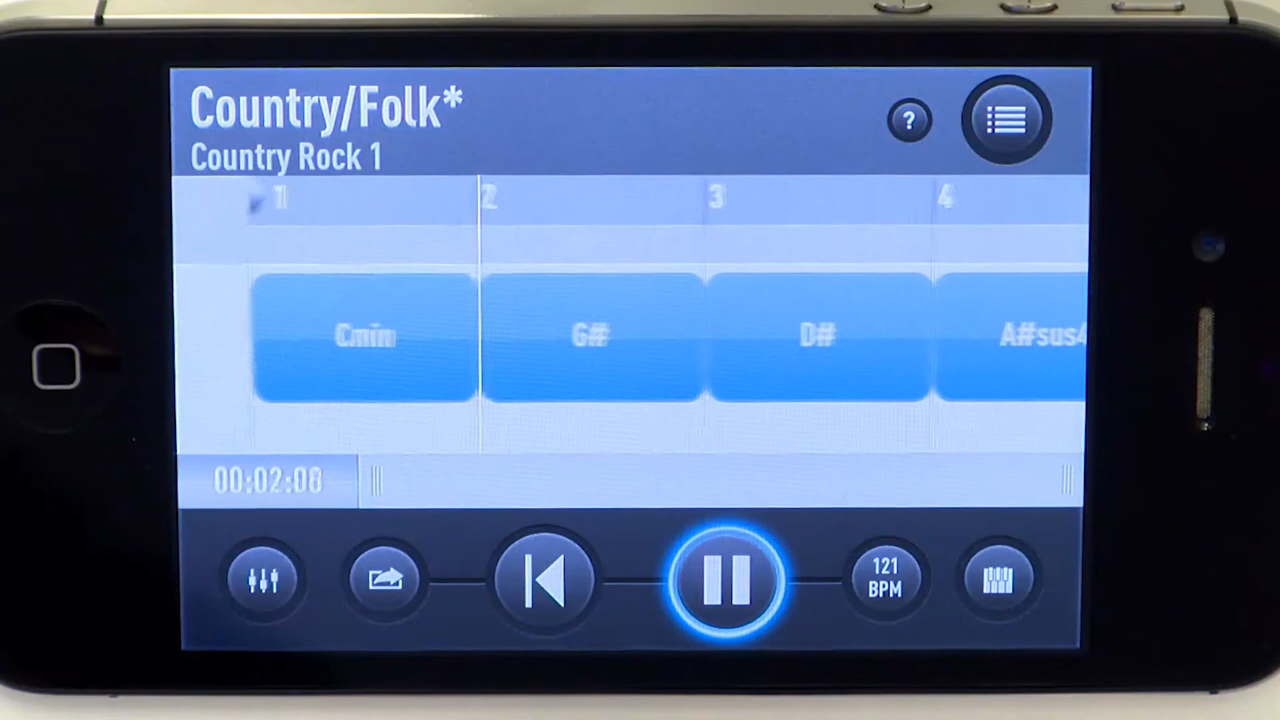 Country/Folk*
?
Country Rock 1
1
2
3
4
Cmin
G#
D#
A#sus4
00:02:08
121
BPM